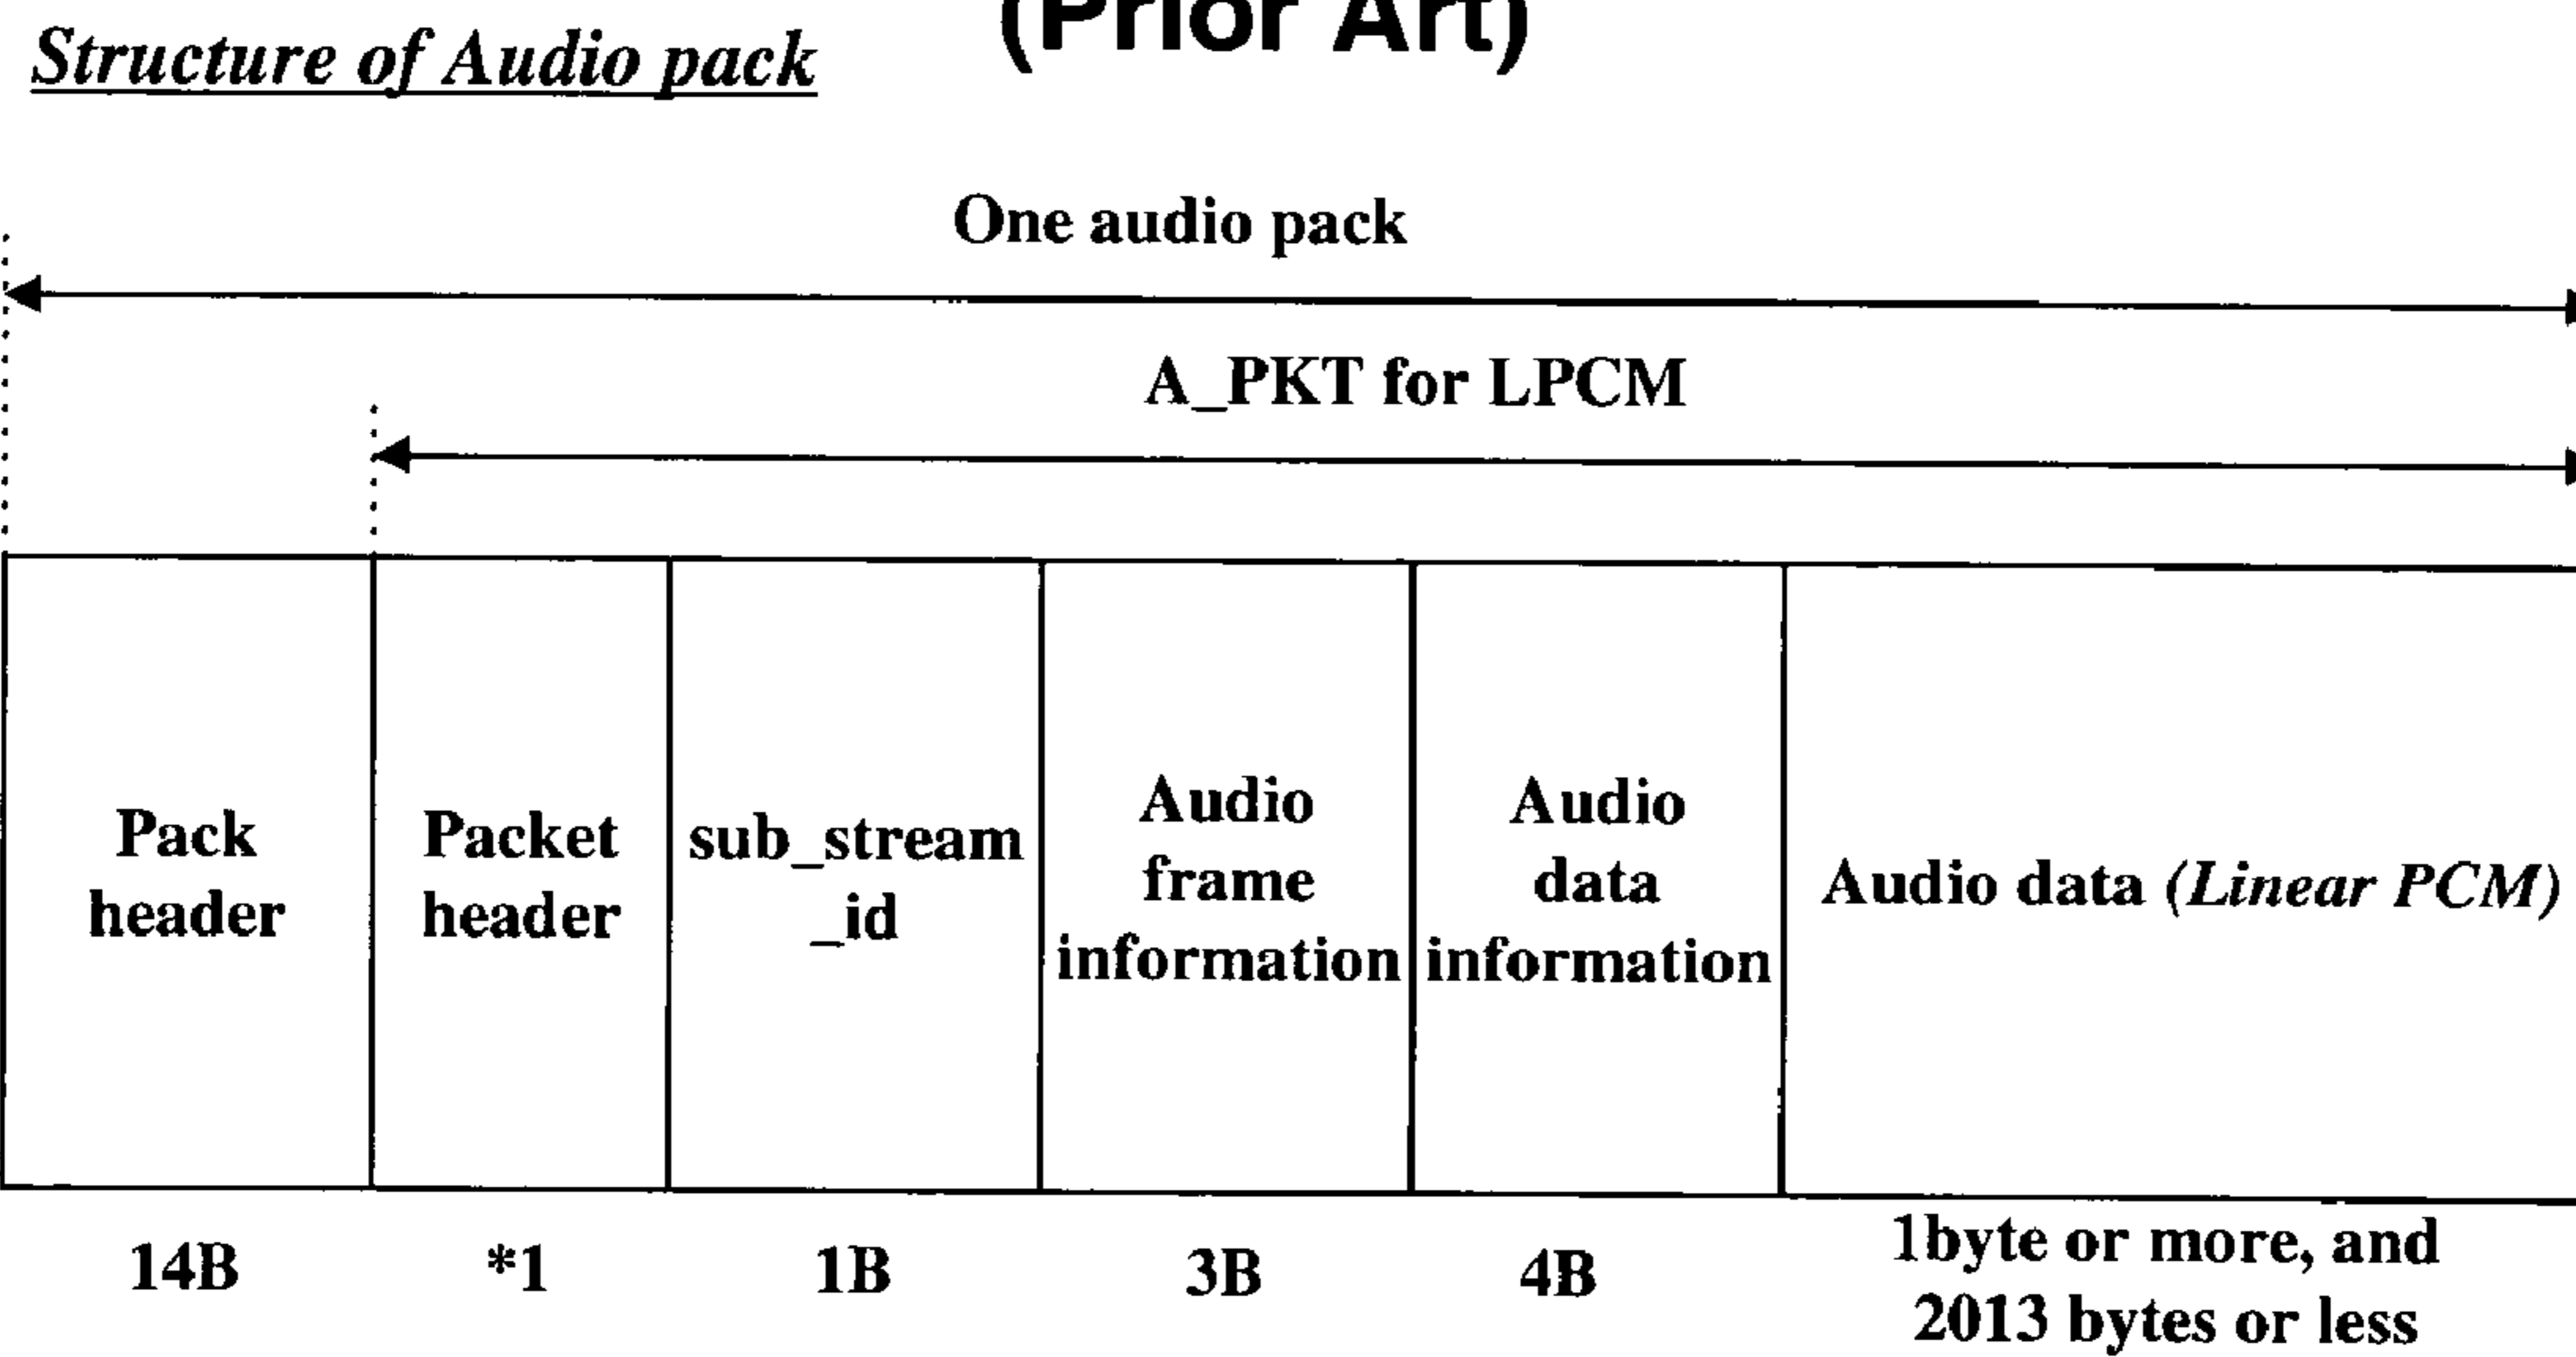 (Prior Art)
Structure of Audio pack
One audio pack
A_PKT for LPCM
Pack
header
Packet
header
sub_stream
_id
Audio
frame
information
Audio
data
information
Audio data (Linear PCM)
14B
*1
1B
3B
4B
1byte or more, and
2013 bytes or less